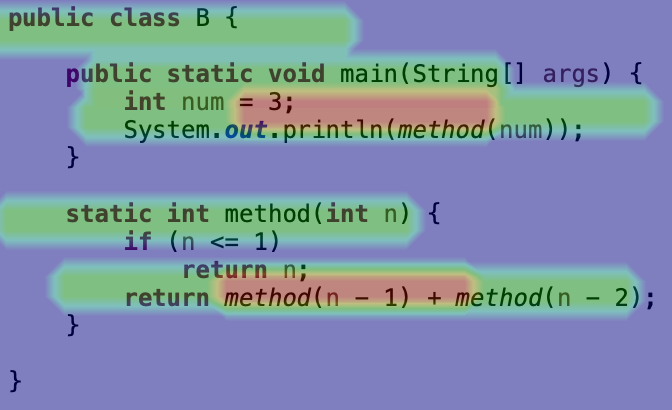 public class B {
public static void main(String[] args) {
int num = 3;
System.out.println(method(num));
}
static int method(int n) {
if (n <= 1)
return n;
return method(n - 1) + method(n - 2);
}
}